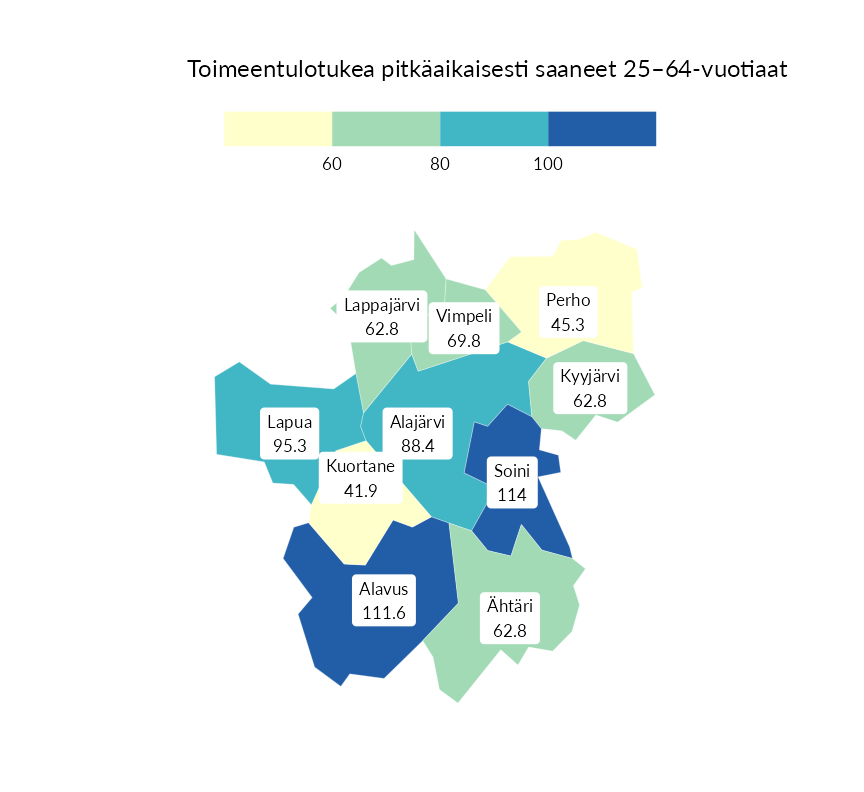 Toimeentulotukea pitkäaikaisesti saaneet 25–64-vuotiaat
60
80
100
Lappajärvi
62.8
Vimpeli
69.8
Perho
45.3
Kyyjärvi
62.8
Lapua
95.3
Alajärvi
88.4
Kuortane
41.9
Soini
114
Alavus
111.6
Ähtäri
62.8